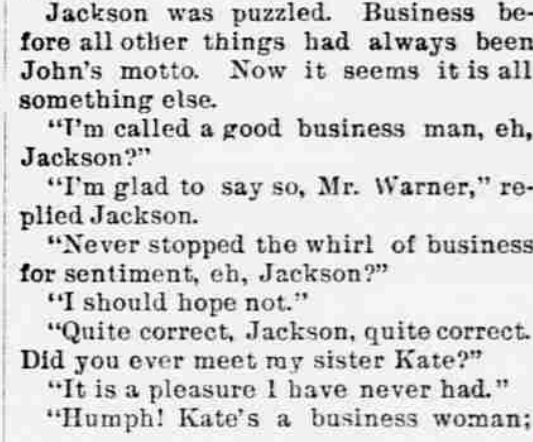 Jackson was puzzled. Business be-
fore all other things had always been
John's motto. Now it seems it is all
something else.
"I'm called a good business man, eh,
Jackson?"
"I'm glad to say so, Mr. Warner," re-
plied Jackson.
"Never stopped the whirl of business
for sentiment, eh, Jackson?"
"I should hope not."
"Quite correct, Jackson, quite correct.
Did you ever meet my sister Kate?"
"It is a pleasure I have never had."
"Humph! Kate's a business woman;